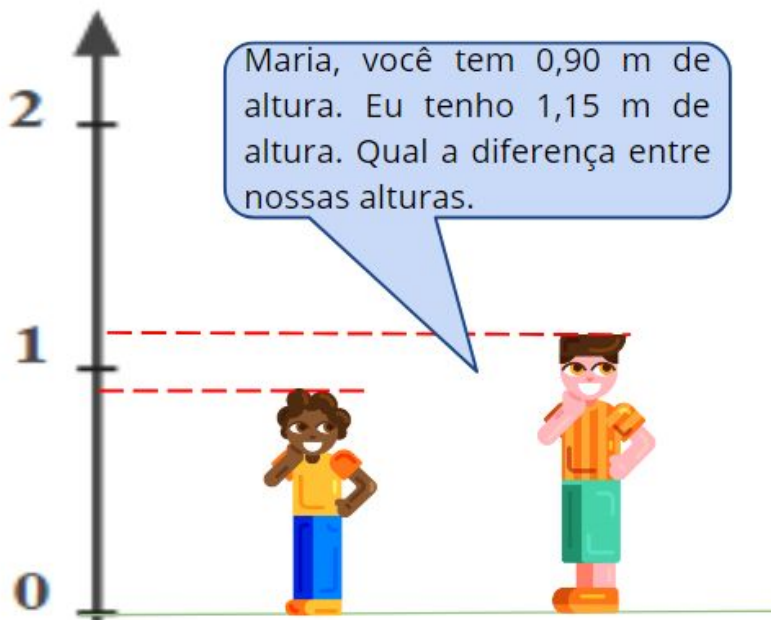 Maria, você tem 0,90 m de
altura. Eu tenho 1,15 m de
altura. Qual a diferença entre
nossas alturas.
2
1
0